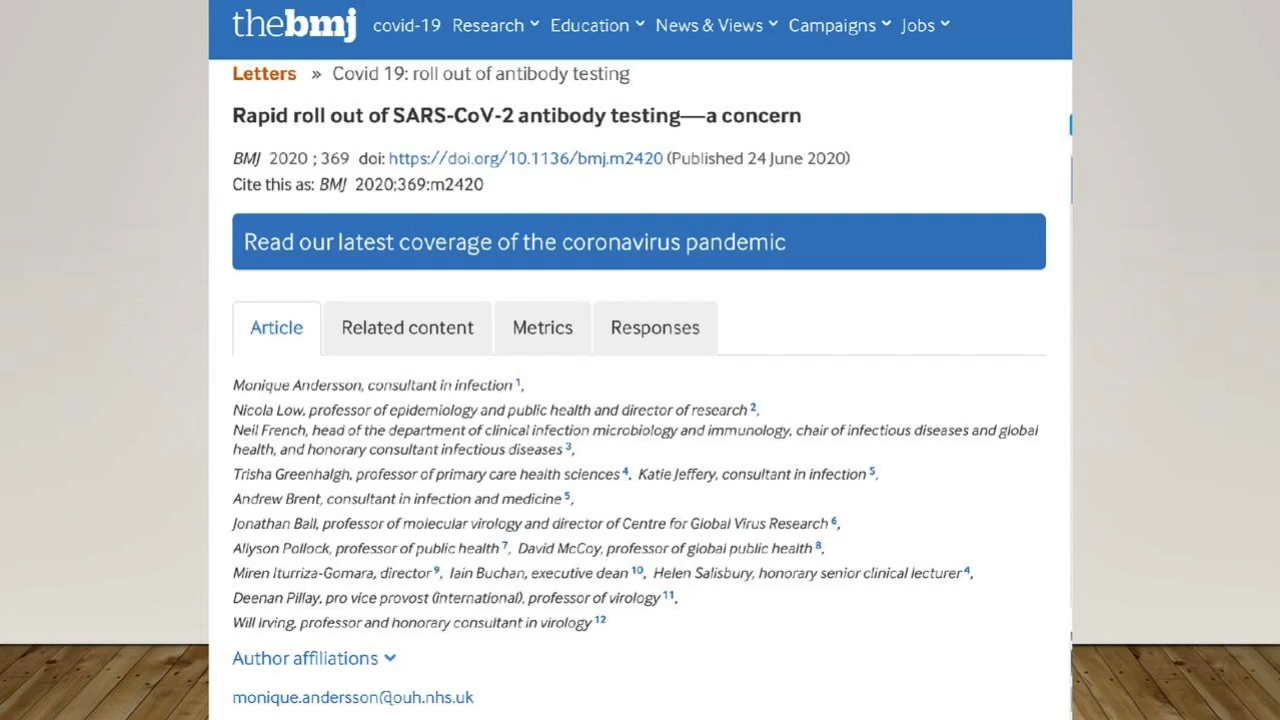 thebmj covid-19 Research Education News & Views Campaigns Jobs
Letters » Covid 19: roll out of antibody testing
Rapid roll out of SARS-CoV-2 antibody testing—a concern
BMJ 2020 ; 369 doi: https://doi.org/10.1136/bmj.m2420 (Published 24 June 2020)
Cite this as: BMJ 2020;369:m2420
Read our latest coverage of the coronavirus pandemic
Article Related content Metrics Responses
Monique Andersson, consultant in infection 1,
Nicola Low, professor of epidemiology and public health and director of research 2,
Neil French, head of the department of clinical infection microbiology and immunology, chair of infectious diseases and global
health, and honorary consultant infectious diseases 3,
Trisha Greenhalgh, professor of primary care health sciences 4, Katie Jeffery, consultant in infection 5,
Andrew Brent, consultant in infection and medicine 5,
Jonathan Ball, professor of molecular virology and director of Centre for Global Virus Research 6,
Allyson Pollock, professor of public health 7, David McCoy, professor of global public health 8,
Miren Iturriza-Gomara, director 9, Iain Buchan, executive dean 10, Helen Salisbury, honorary senior clinical lecturer 4,
Deenan Pillay, pro vice provost (international), professor of virology 11,
Will Irving, professor and honorary consultant in virology 12
Author affiliations
monique.andersson@ouh.nhs.uk